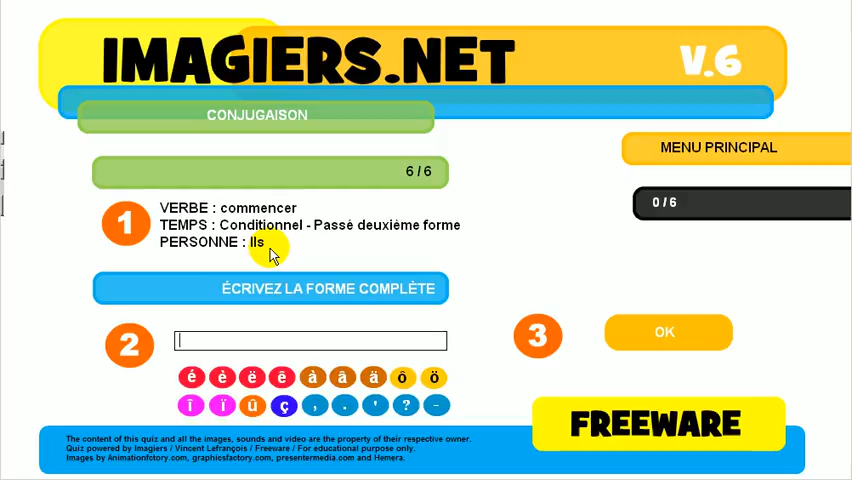 IMAGIERS.NET
V.6
CONJUGAISON
MENU PRINCIPAL
6 / 6
0 / 6
1
VERBE : commencer
TEMPS : Conditionnel - Passé deuxième forme
PERSONNE : Ils
ÉCRIVEZ LA FORME COMPLÈTE
2
3
OK
é è ë ê à â ä ô ö
î ï û ç , . ' ? -
FREEWARE
The content of this quiz and all the images, sounds and video are the property of their respective owner.
Quiz powered by Imagiers / Vincent Lefrançois / Freeware / For educational purpose only.
Images by Animationfctory.com, graphicsfactory.com, presentermedia.com and Hemera.